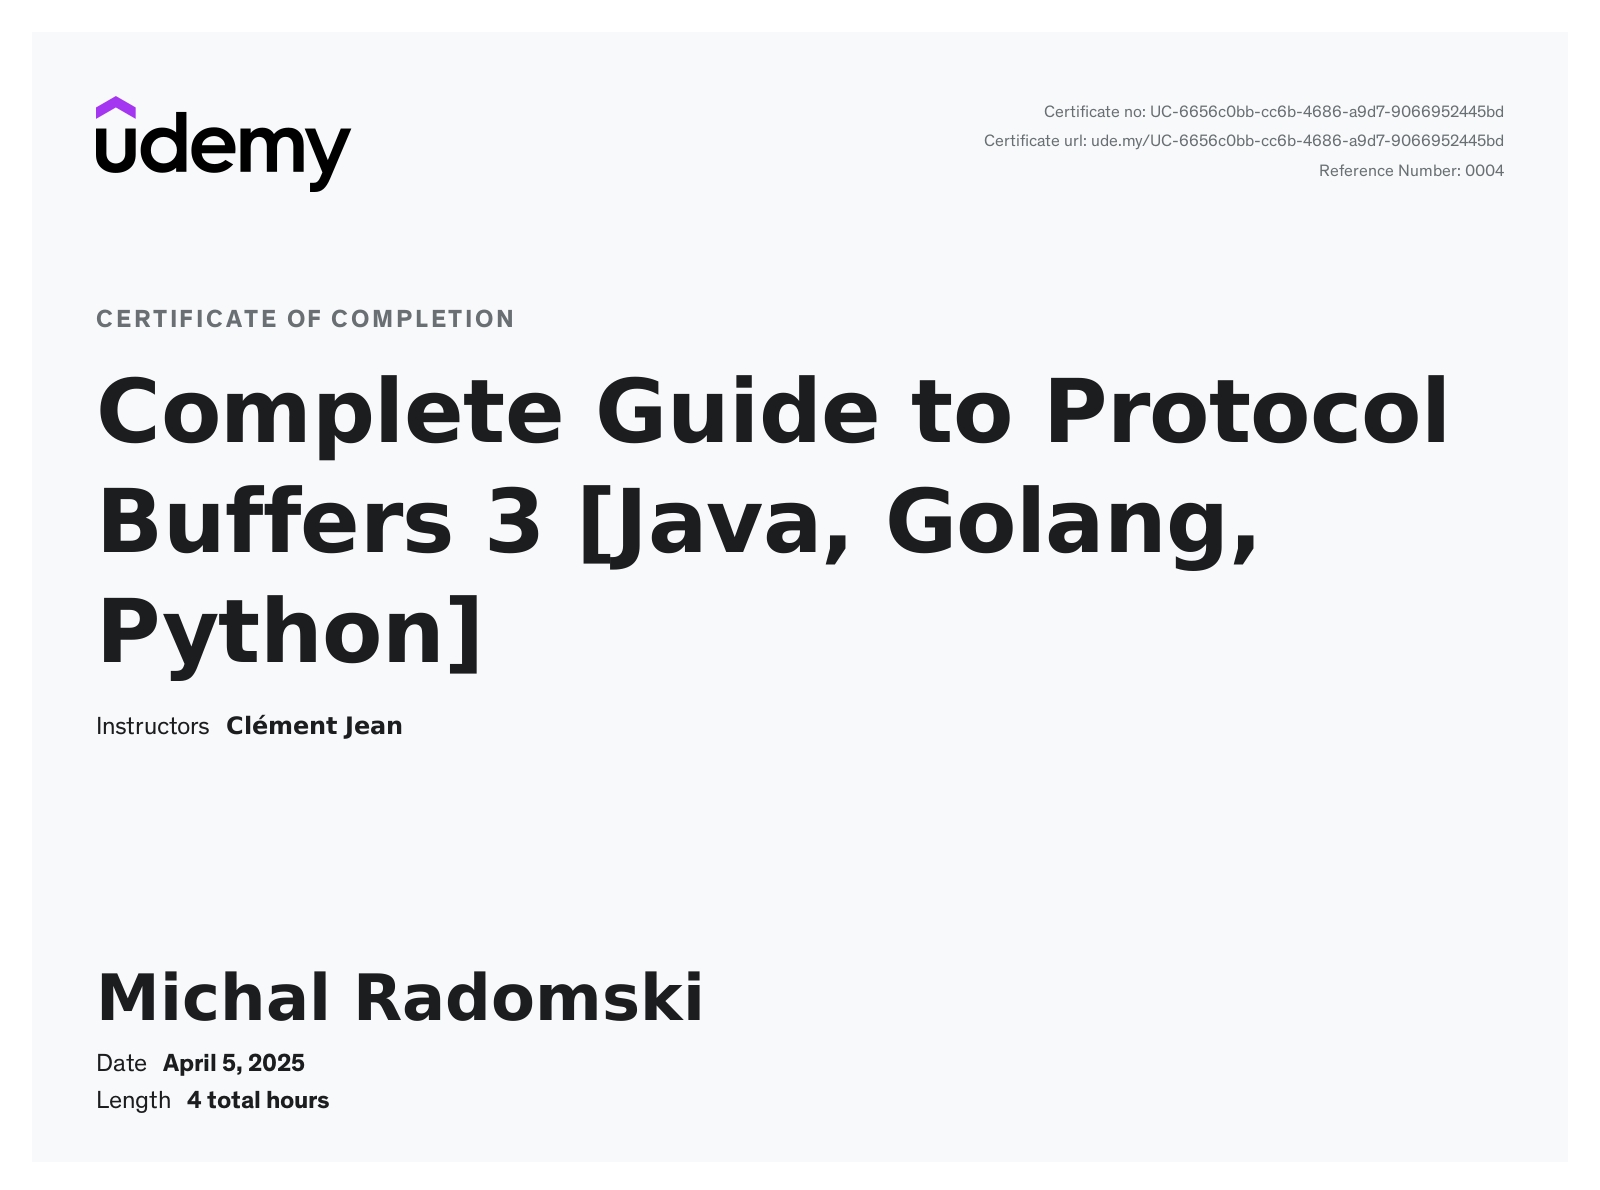 udemy
Certificate no: UC-6656c0bb-cc6b-4686-a9d7-9066952445bd
Certificate url: ude.my/UC-6656c0bb-cc6b-4686-a9d7-9066952445bd
Reference Number: 0004
CERTIFICATE OF COMPLETION
Complete Guide to Protocol
Buffers 3 [Java, Golang,
Python]
Instructors Clément Jean
Michal Radomski
Date April 5, 2025
Length 4 total hours